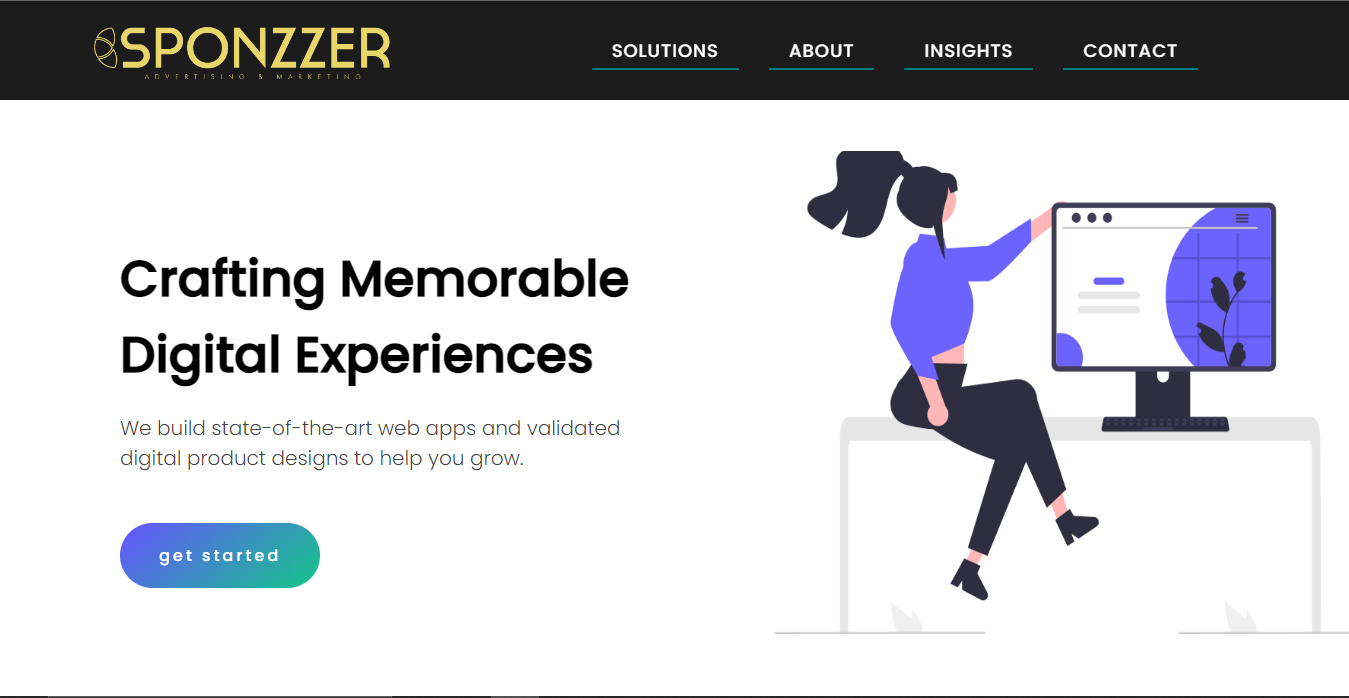 SPONZZER
ADVERTISING & MARKETING
SOLUTIONS
ABOUT
INSIGHTS
CONTACT
Crafting Memorable
Digital Experiences
We build state-of-the-art web apps and validated
digital product designs to help you grow.
get started